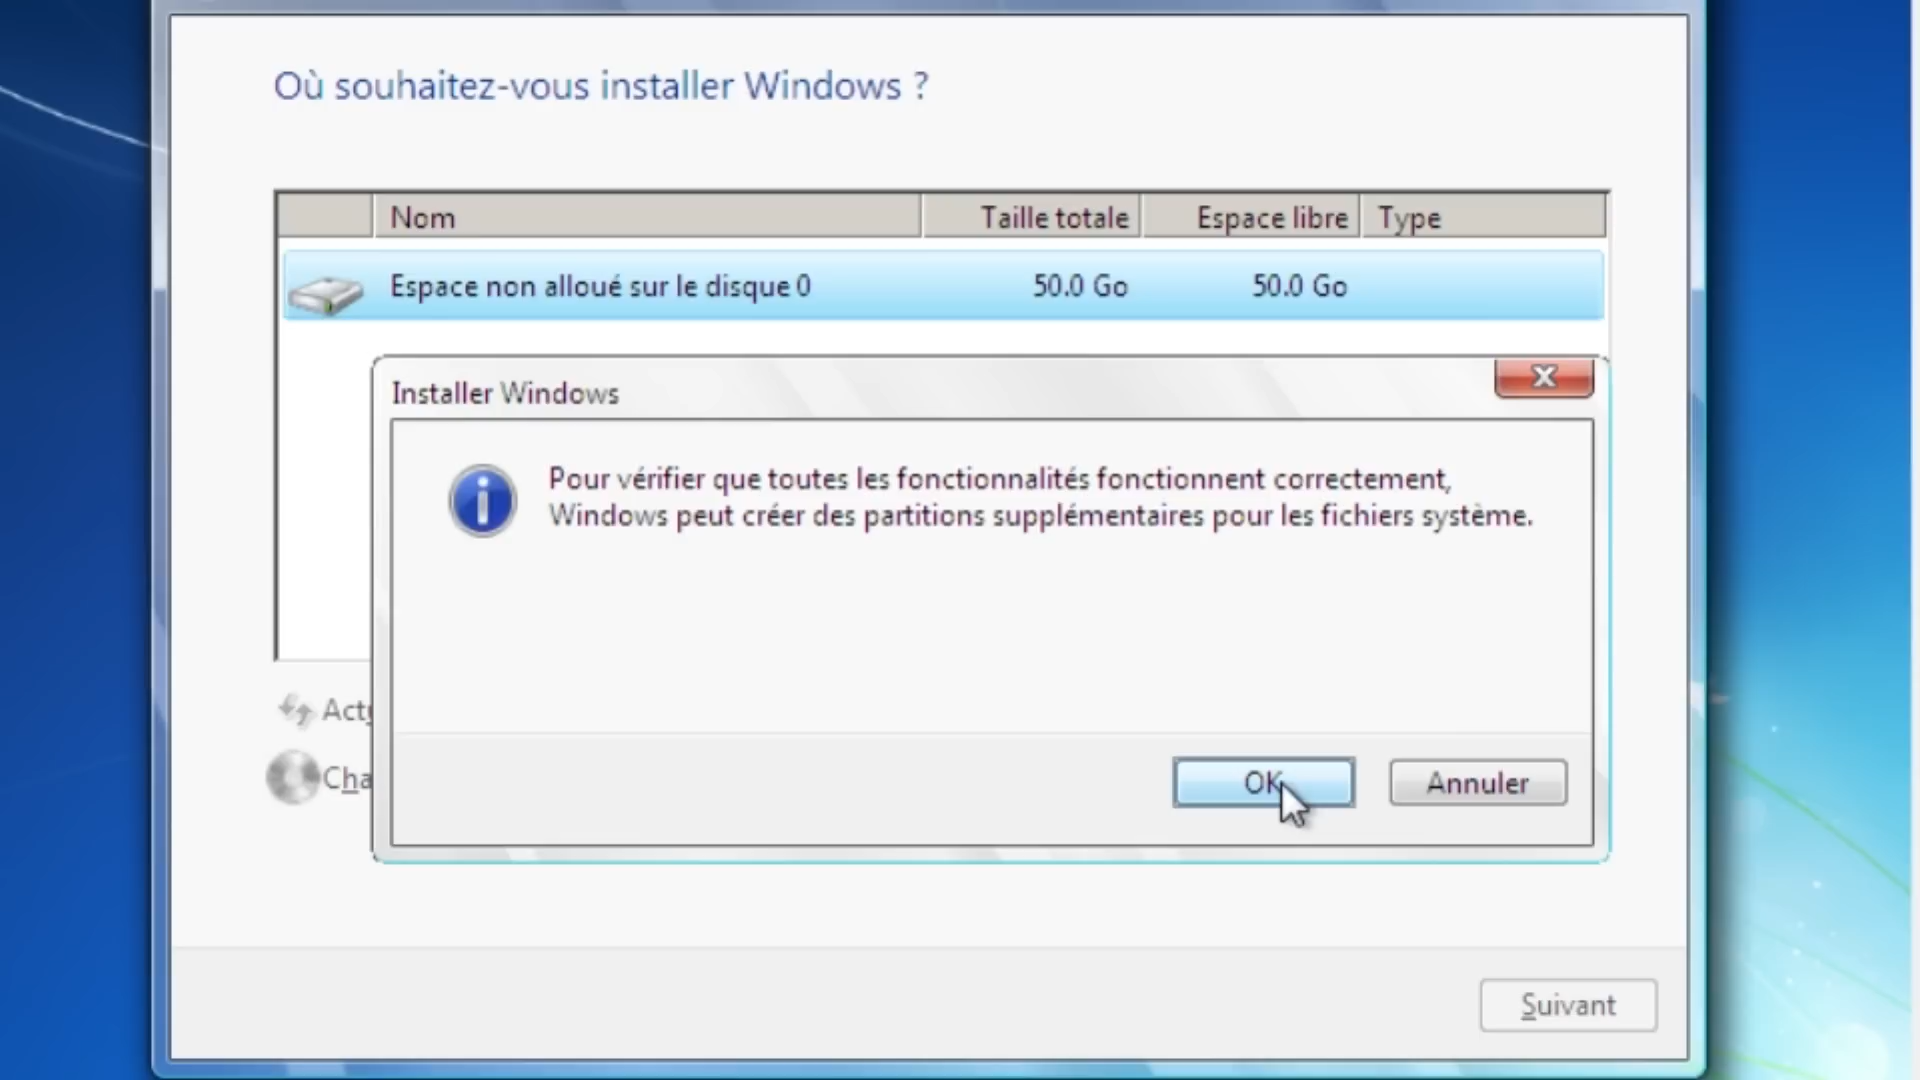 Où souhaitez-vous installer Windows ?
Nom Taille totale Espace libre Type
Espace non alloué sur le disque 0 50.0 Go 50.0 Go
Installer Windows
Pour vérifier que toutes les fonctionnalités fonctionnent correctement,
Windows peut créer des partitions supplémentaires pour les fichiers système.
OK Annuler
Suivant